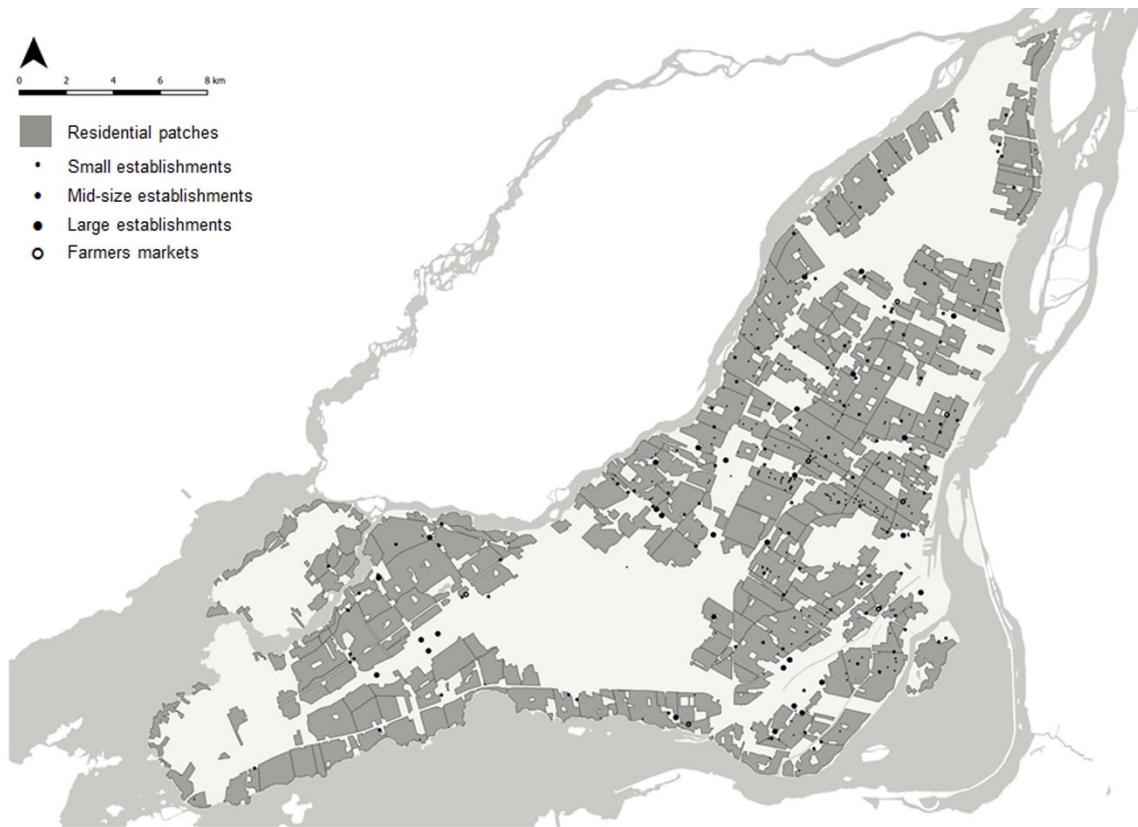 0 2 4 6 8 km
Residential patches
Small establishments
Mid-size establishments
Large establishments
Farmers markets